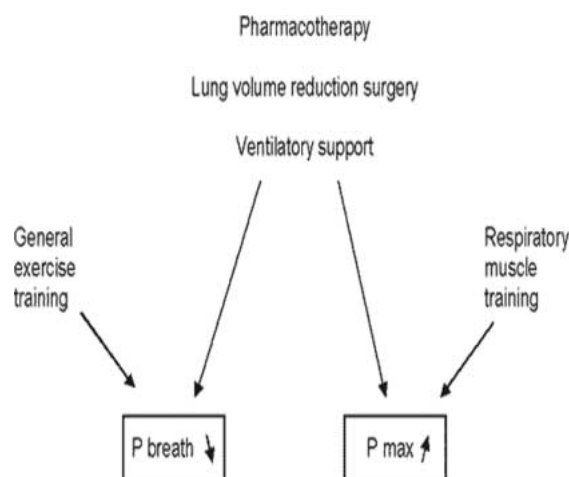 Pharmacotherapy
Lung volume reduction surgery
Ventilatory support
General
exercise
training
Respiratory
muscle
training
P breath
P max